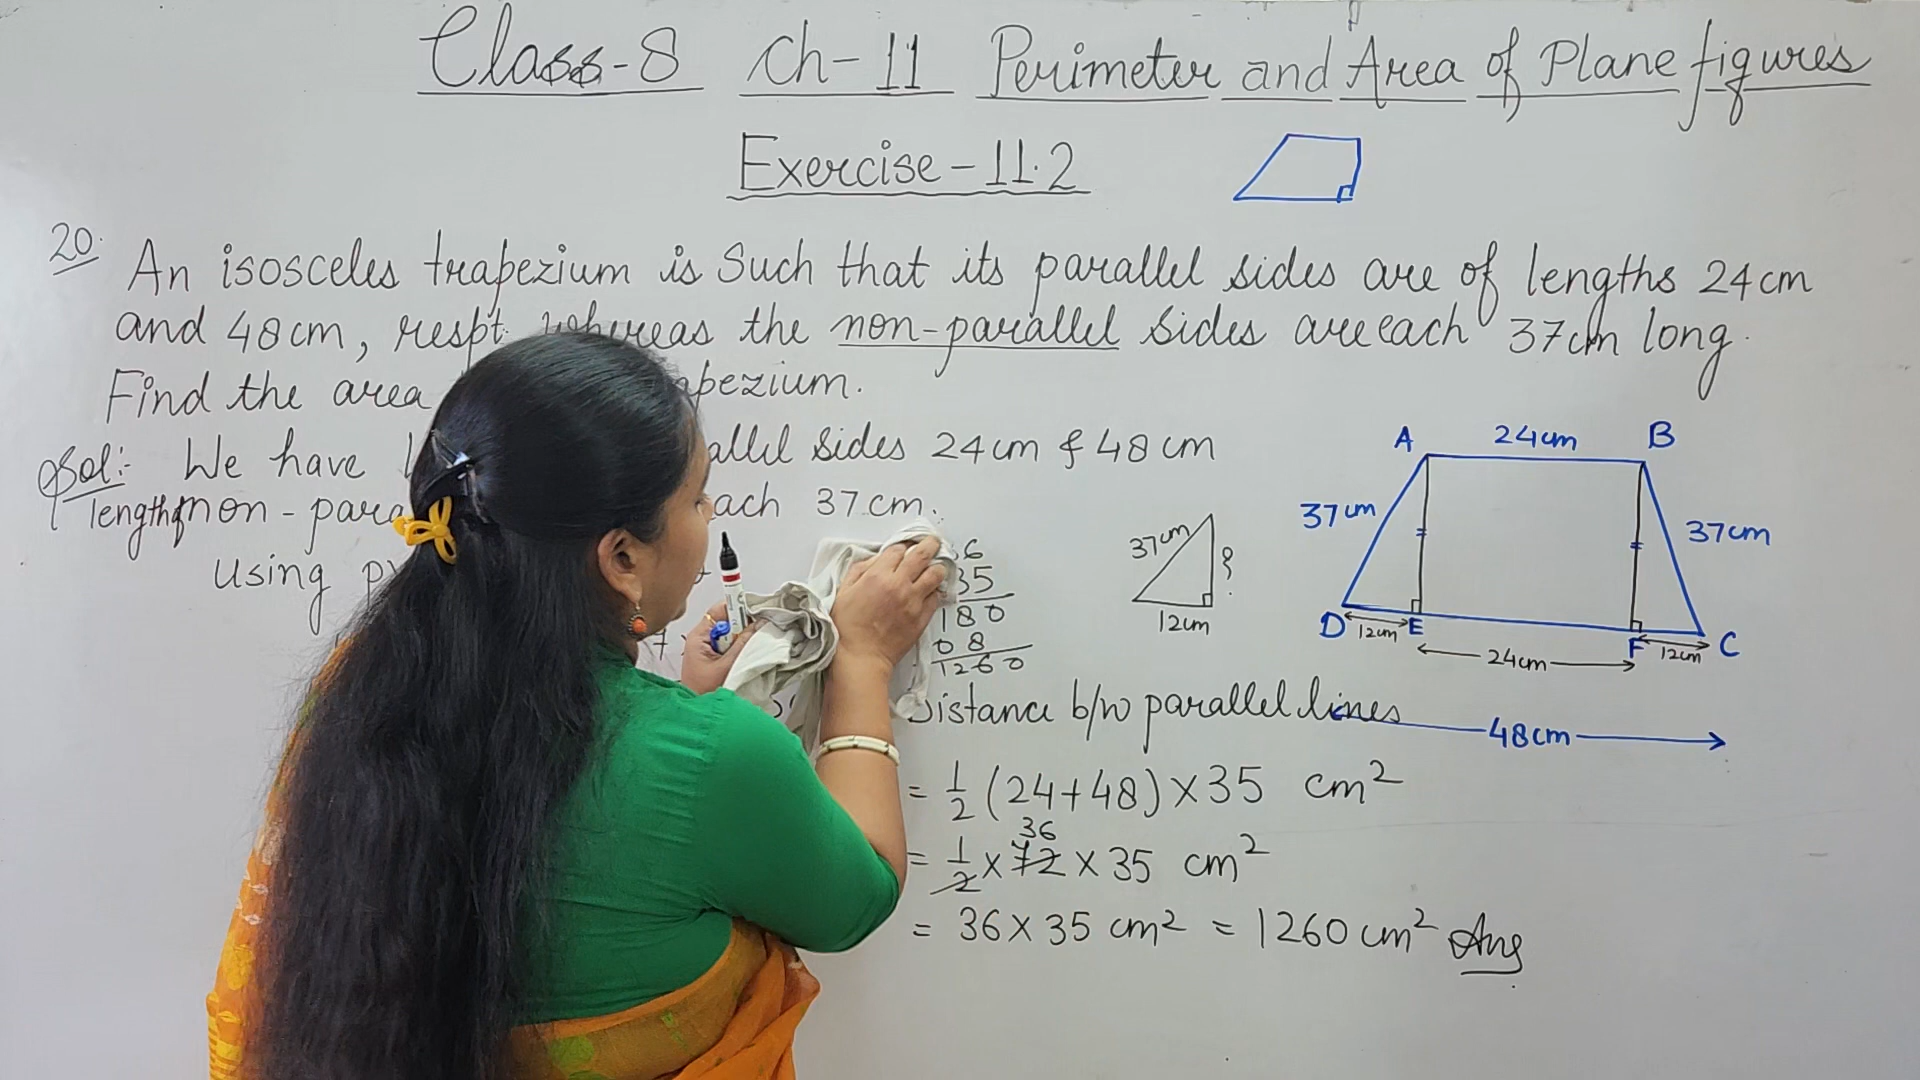 Class-8 Ch-11 Perimeter and Area of Plane figures
Exercise-11.2
20. An isosceles trapezium is Such that its parallel sides are of lengths 24cm
and 48cm, respt. whereas the non-parallel sides are each 37cm long.
Find the area
Sol:- We have sides 24cm & 48cm
length of non-para each 37cm.
using
35
180
08
1260
37cm
?
12cm
A 24cm B
37cm
37cm
D 12cm E F 12cm C
24cm
48cm
Distance b/w parallel lines
= 1/2 (24+48) × 35 cm²
36
= 1/2 × 72 × 35 cm²
= 36 × 35 cm² = 1260 cm² Ans